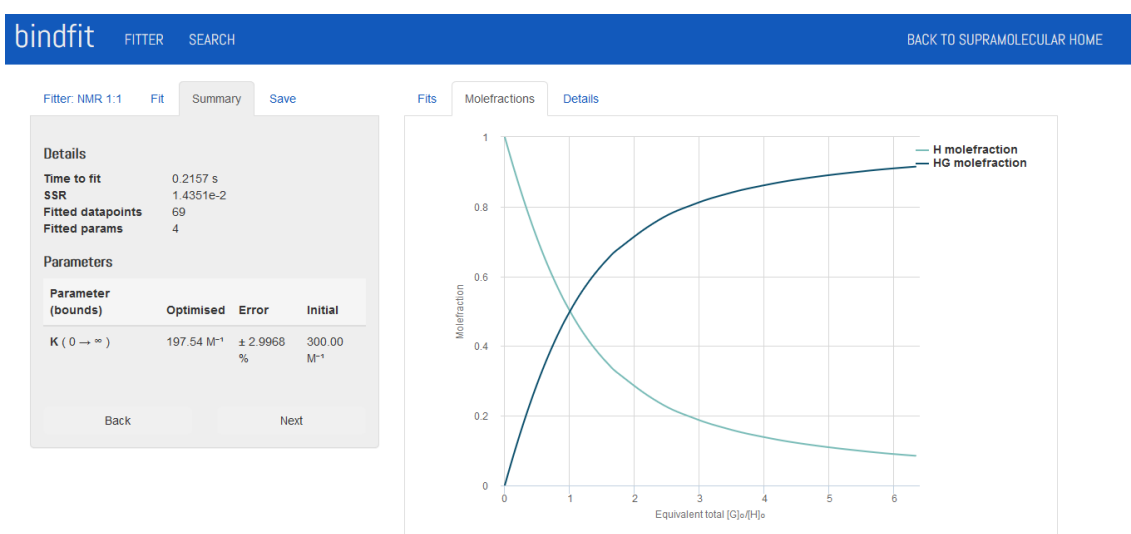 bindfit FITTER SEARCH BACK TO SUPRAMOLECULAR HOME
Fitter: NMR 1:1 Fit Summary Save
Details
Time to fit 0.2157 s
SSR 1.4351e-2
Fitted datapoints 69
Fitted params 4
Parameters
Parameter
(bounds) Optimised Error Initial
K ( 0 → ∞ ) 197.54 M⁻¹ ± 2.9968 300.00
% M⁻¹
Back Next
Fits Molefractions Details
H molefraction
HG molefraction
Molefraction
1
0.8
0.6
0.4
0.2
0
0 1 2 3 4 5 6
Equivalent total [G]₀/[H]₀